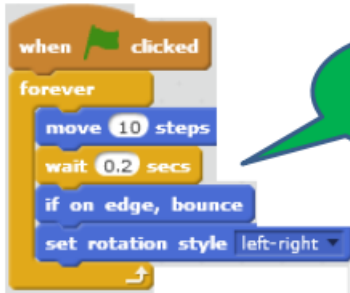 when clicked
forever
move 10 steps
wait 0.2 secs
if on edge, bounce
set rotation style left-right